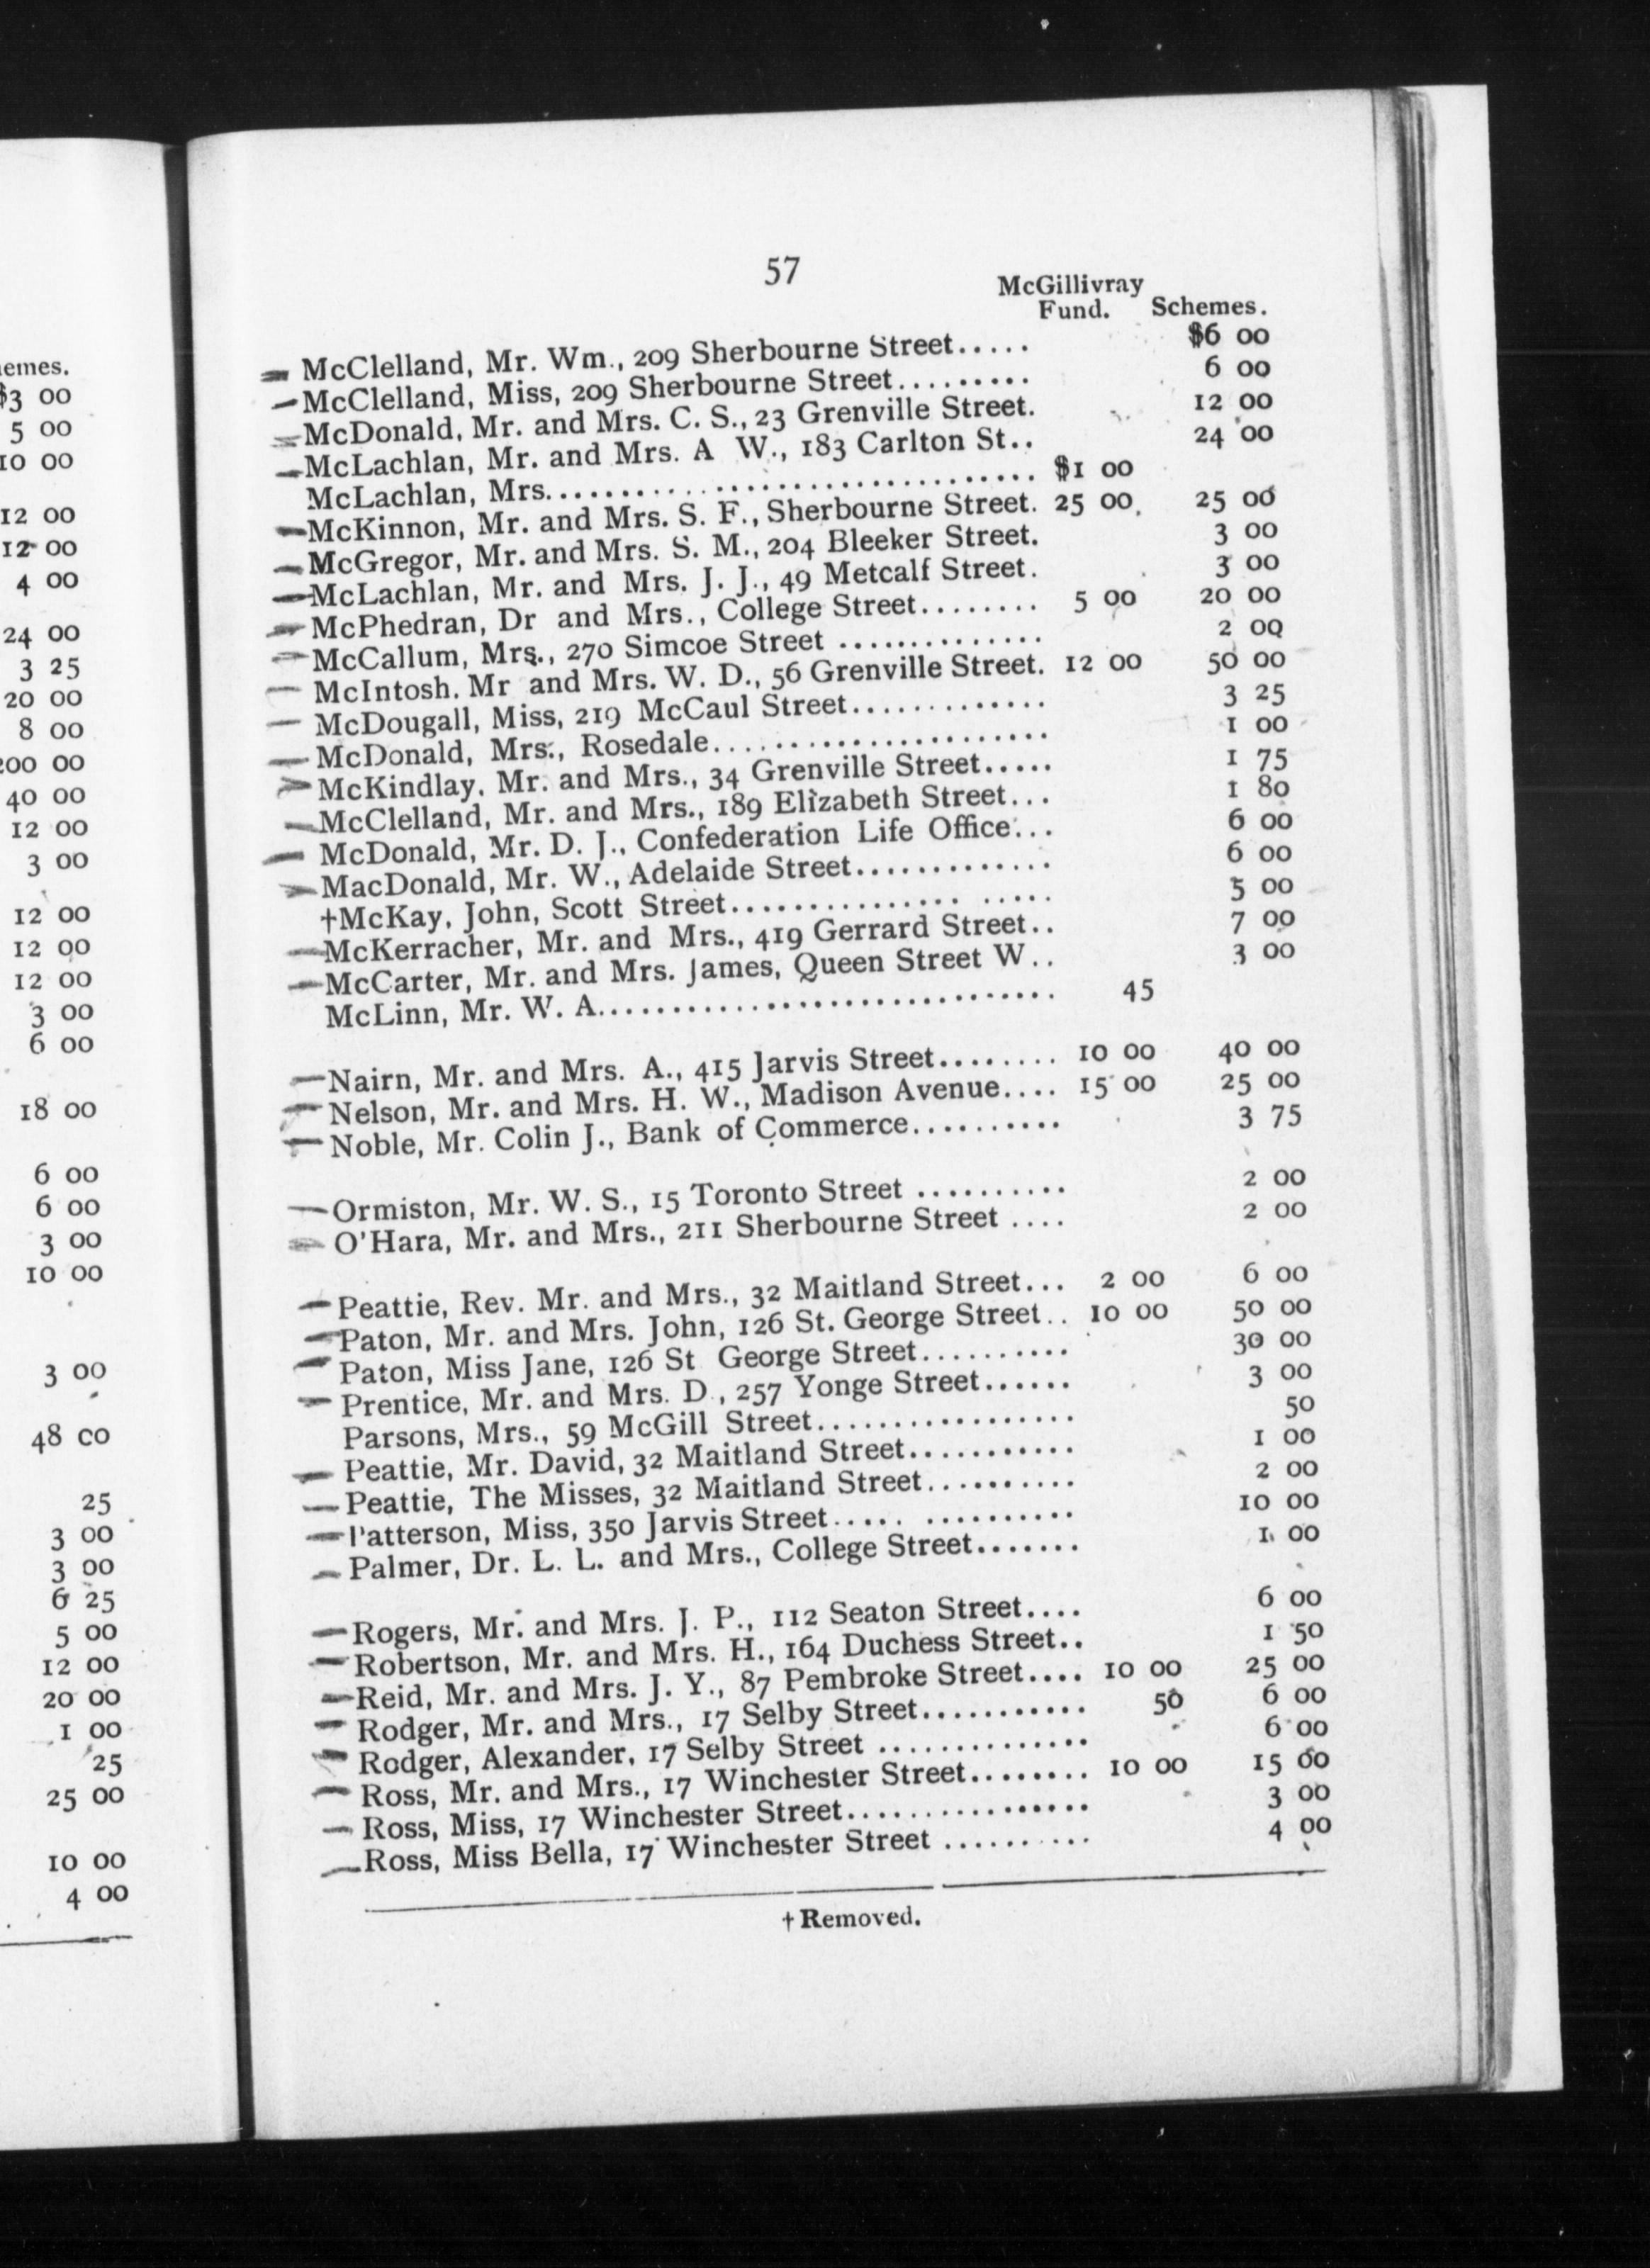 emes.
$3 00
5 00
10 00
12 00
12 00
4 00
24 00
3 25
20 00
8 00
200 00
40 00
12 00
3 00
12 00
12 00
12 00
3 00
6 00
18 00
6 00
6 00
3 00
10 00
3 00
48 00
25
3 00
3 00
6 25
5 00
12 00
20 00
1 00
25
25 00
10 00
4 00
57
McGillivray
Fund. Schemes.
McClelland, Mr. Wm., 209 Sherbourne Street..... $6 00
McClelland, Miss, 209 Sherbourne Street......... 6 00
McDonald, Mr. and Mrs. C. S., 23 Grenville Street. 12 00
McLachlan, Mr. and Mrs. A W., 183 Carlton St.. 24 00
McLachlan, Mrs.................................. $1 00
McKinnon, Mr. and Mrs. S. F., Sherbourne Street. 25 00 25 00
McGregor, Mr. and Mrs. S. M., 204 Bleeker Street. 3 00
McLachlan, Mr. and Mrs. J. J., 49 Metcalf Street. 3 00
McPhedran, Dr and Mrs., College Street........ 5 00 20 00
McCallum, Mrs., 270 Simcoe Street .............. 2 00
McIntosh. Mr and Mrs. W. D., 56 Grenville Street. 12 00 50 00
McDougall, Miss, 219 McCaul Street............. 3 25
McDonald, Mrs., Rosedale....................... 1 00
McKindlay. Mr. and Mrs., 34 Grenville Street..... 1 75
McClelland, Mr. and Mrs., 189 Elizabeth Street... 1 80
McDonald, Mr. D. J., Confederation Life Office... 6 00
MacDonald, Mr. W., Adelaide Street............. 6 00
†McKay, John, Scott Street............... ..... 5 00
McKerracher, Mr. and Mrs., 419 Gerrard Street.. 7 00
McCarter, Mr. and Mrs. James, Queen Street W.. 3 00
McLinn, Mr. W. A............................... 45
Nairn, Mr. and Mrs. A., 415 Jarvis Street........ 10 00 40 00
Nelson, Mr. and Mrs. H. W., Madison Avenue.... 15 00 25 00
Noble, Mr. Colin J., Bank of Commerce.......... 3 75
Ormiston, Mr. W. S., 15 Toronto Street .......... 2 00
O'Hara, Mr. and Mrs., 211 Sherbourne Street .... 2 00
Peattie, Rev. Mr. and Mrs., 32 Maitland Street... 2 00 6 00
Paton, Mr. and Mrs. John, 126 St. George Street.. 10 00 50 00
Paton, Miss Jane, 126 St George Street.......... 30 00
Prentice, Mr. and Mrs. D., 257 Yonge Street...... 3 00
Parsons, Mrs., 59 McGill Street................. 50
Peattie, Mr. David, 32 Maitland Street........... 1 00
Peattie, The Misses, 32 Maitland Street.......... 2 00
Patterson, Miss, 350 Jarvis Street..... .......... 10 00
Palmer, Dr. L. L. and Mrs., College Street....... 1 00
Rogers, Mr. and Mrs. J. P., 112 Seaton Street.... 6 00
Robertson, Mr. and Mrs. H., 164 Duchess Street.. 1 50
Reid, Mr. and Mrs. J. Y., 87 Pembroke Street.... 10 00 25 00
Rodger, Mr. and Mrs., 17 Selby Street........... 50 6 00
Rodger, Alexander, 17 Selby Street .............. 6 00
Ross, Mr. and Mrs., 17 Winchester Street........ 10 00 15 00
Ross, Miss, 17 Winchester Street................ 3 00
Ross, Miss Bella, 17 Winchester Street .......... 4 00
† Removed.